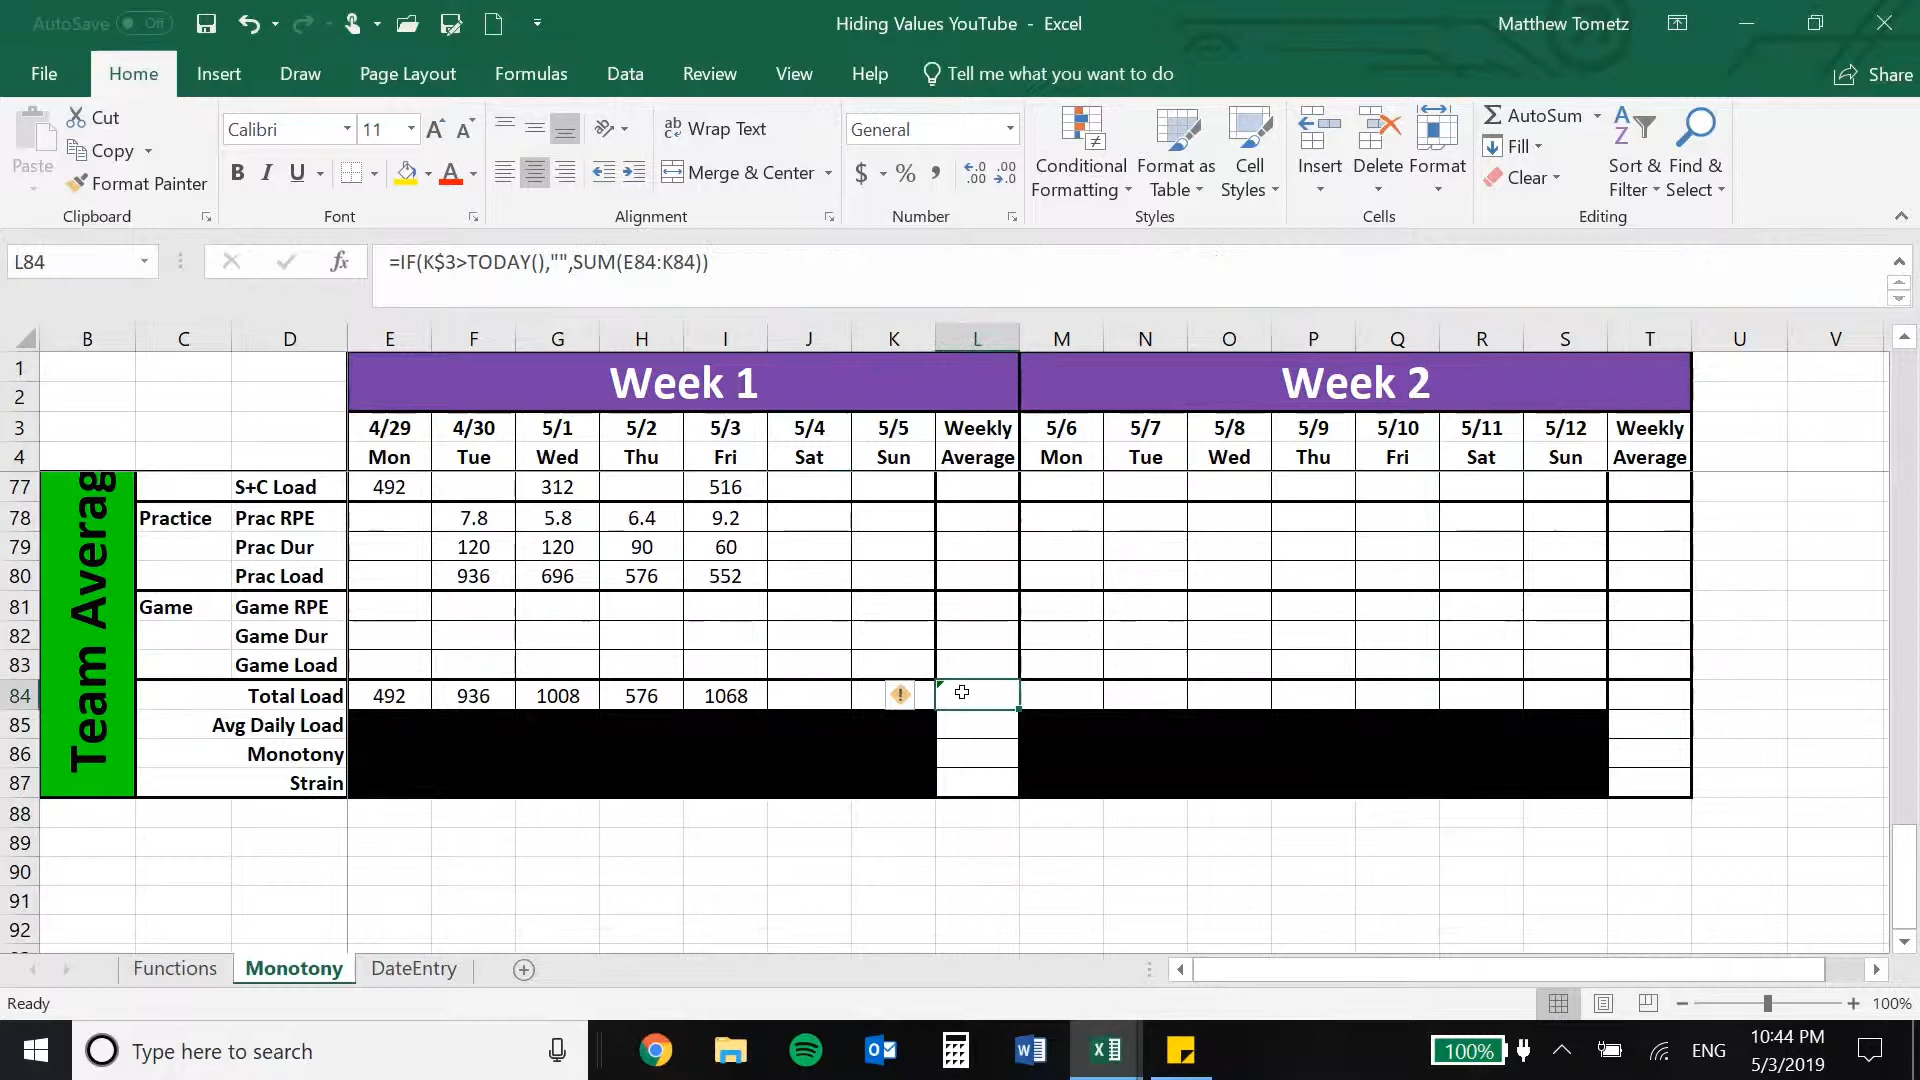 AutoSave Off
Hiding Values YouTube - Excel
Matthew Tometz
File Home Insert Draw Page Layout Formulas Data Review View Help Tell me what you want to do Share
Paste
Cut
Copy
Format Painter
Clipboard
Calibri 11
B I U
Font
Wrap Text
Merge & Center
Alignment
General
$ % ,
Number
Conditional Formatting
Format as Table
Cell Styles
Styles
Insert Delete Format
Cells
AutoSum
Fill
Clear
Sort & Filter
Find & Select
Editing
L84 fx =IF(K$3>TODAY(),"",SUM(E84:K84))
B C D E F G H I J K L M N O P Q R S T U V
1
2 Week 1 Week 2
3 4/29 4/30 5/1 5/2 5/3 5/4 5/5 Weekly 5/6 5/7 5/8 5/9 5/10 5/11 5/12 Weekly
4 Mon Tue Wed Thu Fri Sat Sun Average Mon Tue Wed Thu Fri Sat Sun Average
Team Averag
77 S+C Load 492 312 516
78 Practice Prac RPE 7.8 5.8 6.4 9.2
79 Prac Dur 120 120 90 60
80 Prac Load 936 696 576 552
81 Game Game RPE
82 Game Dur
83 Game Load
84 Total Load 492 936 1008 576 1068
85 Avg Daily Load
86 Monotony
87 Strain
88
89
90
91
92
Functions Monotony DateEntry
Ready
100%
Type here to search
100%
ENG
10:44 PM
5/3/2019